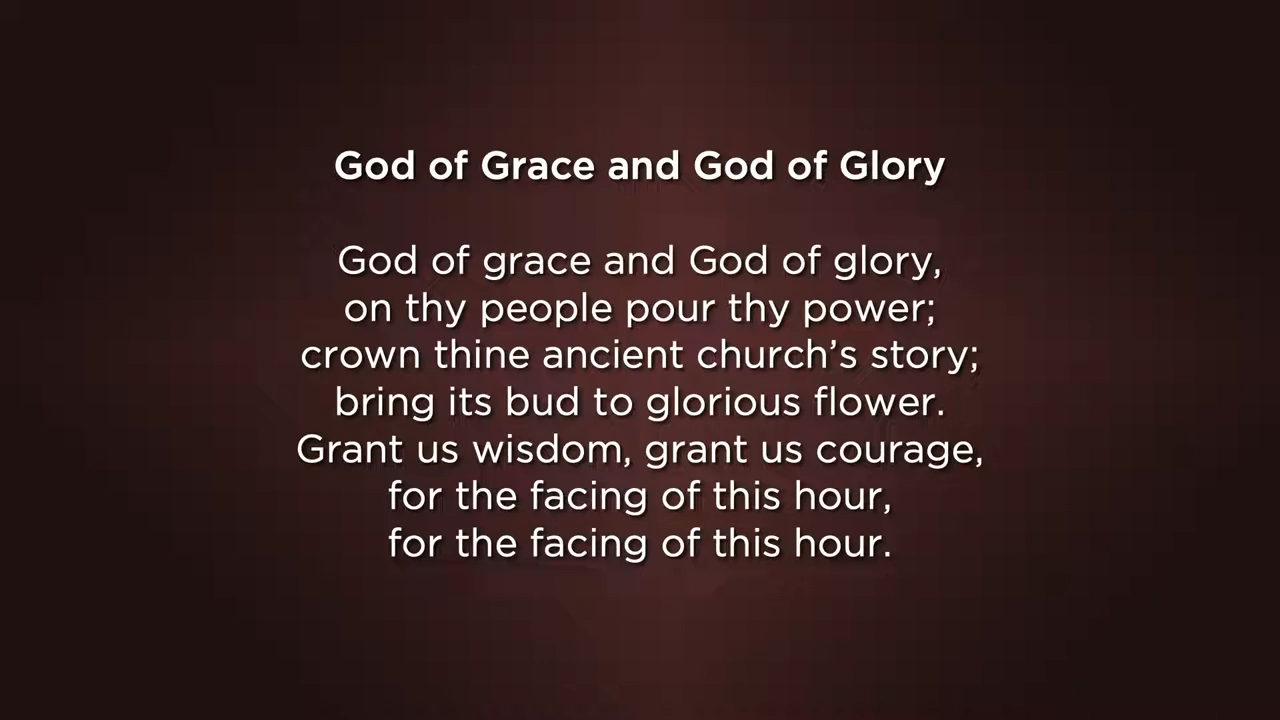 God of Grace and God of Glory
God of grace and God of glory,
on thy people pour thy power;
crown thine ancient church’s story;
bring its bud to glorious flower.
Grant us wisdom, grant us courage,
for the facing of this hour,
for the facing of this hour.